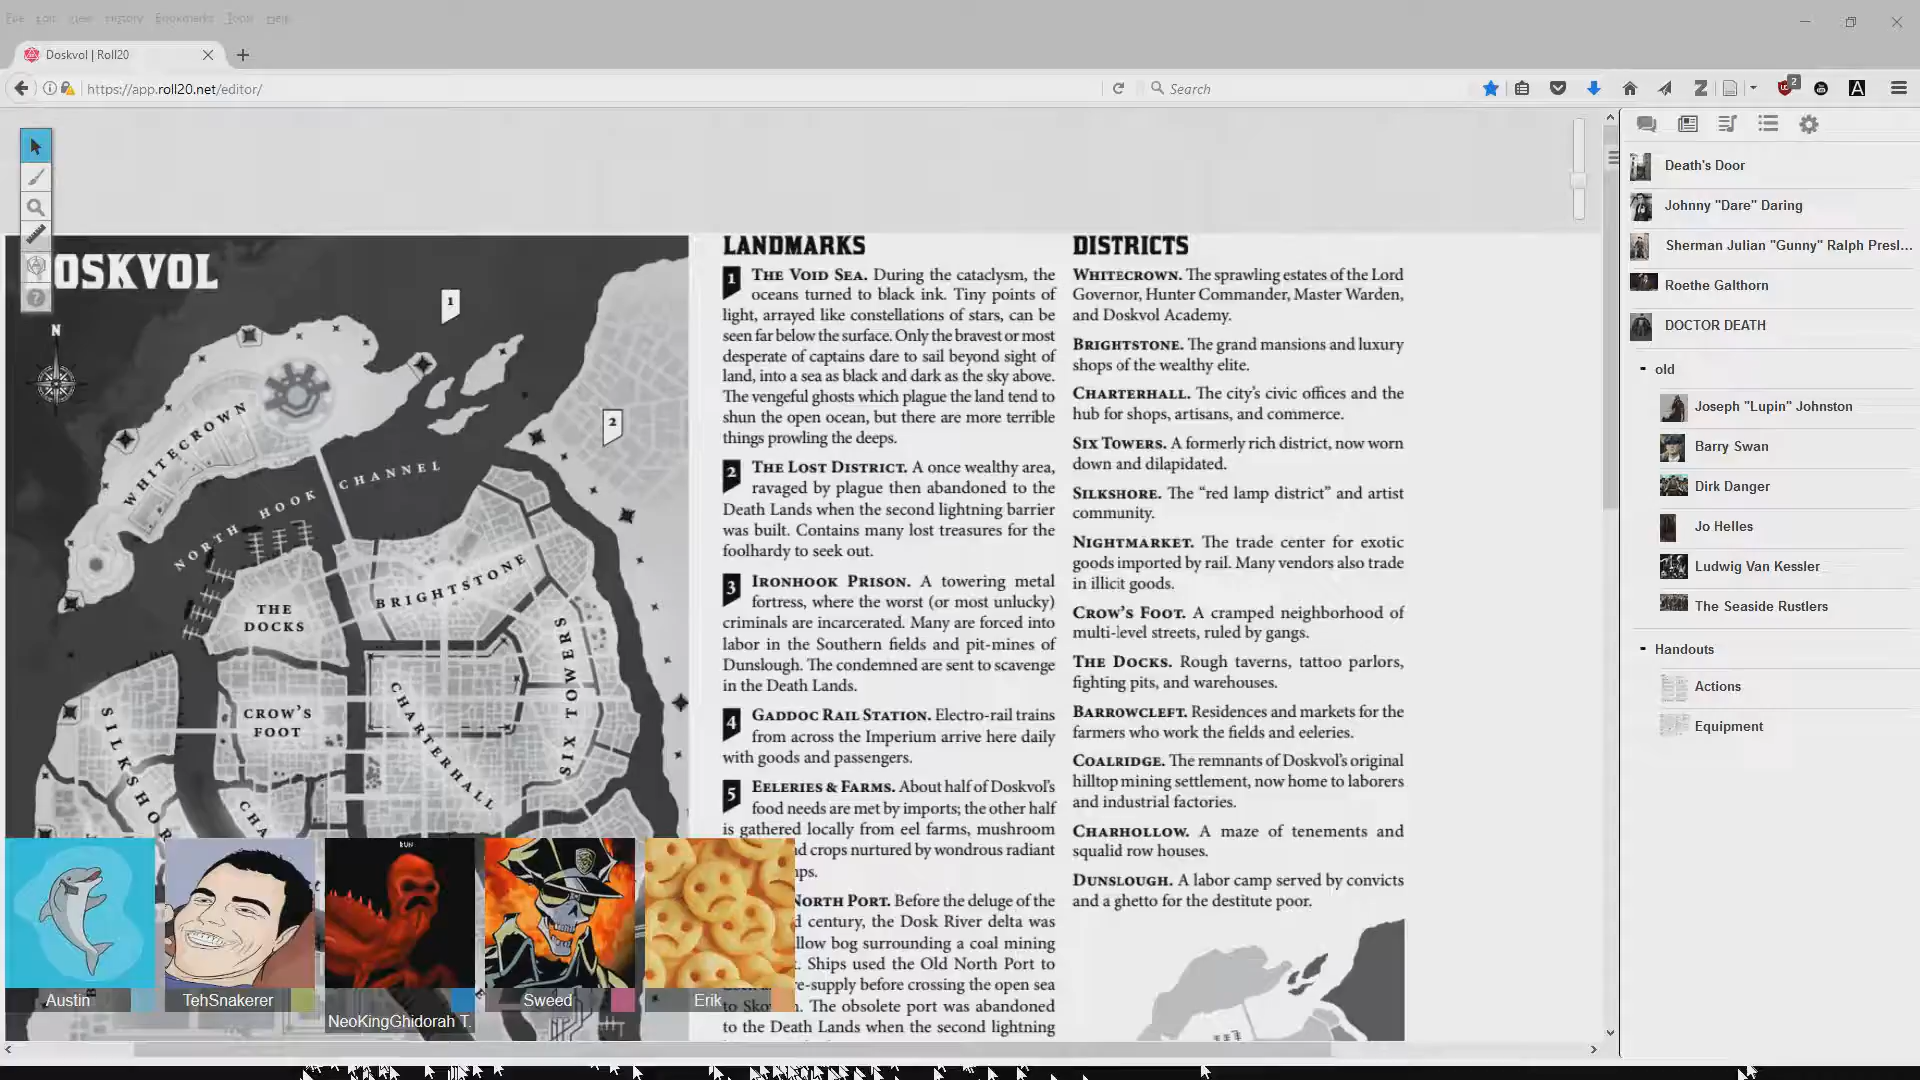 File Edit View History Bookmarks Tools Help
Doskvol | Roll20
https://app.roll20.net/editor/
Search
2
OSKVOL
N
1
2
WHITECROWN
NORTH HOOK CHANNEL
THE
DOCKS
BRIGHTSTONE
SIX TOWERS
CROW'S
FOOT
CHARTERHALL
SILKSHOR
CHA
LANDMARKS
1 THE VOID SEA. During the cataclysm, the
oceans turned to black ink. Tiny points of
light, arrayed like constellations of stars, can be
seen far below the surface. Only the bravest or most
desperate of captains dare to sail beyond sight of
land, into a sea as black and dark as the sky above.
The vengeful ghosts which plague the land tend to
shun the open ocean, but there are more terrible
things prowling the deeps.
2 THE LOST DISTRICT. A once wealthy area,
ravaged by plague then abandoned to the
Death Lands when the second lightning barrier
was built. Contains many lost treasures for the
foolhardy to seek out.
3 IRONHOOK PRISON. A towering metal
fortress, where the worst (or most unlucky)
criminals are incarcerated. Many are forced into
labor in the Southern fields and pit-mines of
Dunslough. The condemned are sent to scavenge
in the Death Lands.
4 GADDOC RAIL STATION. Electro-rail trains
from across the Imperium arrive here daily
with goods and passengers.
5 EELERIES & FARMS. About half of Doskvol's
food needs are met by imports; the other half
is gathered locally from eel farms, mushroom
d crops nurtured by wondrous radiant
ps.
NORTH PORT. Before the deluge of the
d century, the Dosk River delta was
llow bog surrounding a coal mining
. Ships used the Old North Port to
e-supply before crossing the open sea
to Sko n. The obsolete port was abandoned
to the Death Lands when the second lightning
DISTRICTS
WHITECROWN. The sprawling estates of the Lord
Governor, Hunter Commander, Master Warden,
and Doskvol Academy.
BRIGHTSTONE. The grand mansions and luxury
shops of the wealthy elite.
CHARTERHALL. The city's civic offices and the
hub for shops, artisans, and commerce.
SIX TOWERS. A formerly rich district, now worn
down and dilapidated.
SILKSHORE. The “red lamp district” and artist
community.
NIGHTMARKET. The trade center for exotic
goods imported by rail. Many vendors also trade
in illicit goods.
CROW'S FOOT. A cramped neighborhood of
multi-level streets, ruled by gangs.
THE DOCKS. Rough taverns, tattoo parlors,
fighting pits, and warehouses.
BARROWCLEFT. Residences and markets for the
farmers who work the fields and eeleries.
COALRIDGE. The remnants of Doskvol's original
hilltop mining settlement, now home to laborers
and industrial factories.
CHARHOLLOW. A maze of tenements and
squalid row houses.
DUNSLOUGH. A labor camp served by convicts
and a ghetto for the destitute poor.
Death's Door
Johnny "Dare" Daring
Sherman Julian "Gunny" Ralph Presl...
Roethe Galthorn
DOCTOR DEATH
old
Joseph "Lupin" Johnston
Barry Swan
Dirk Danger
Jo Helles
Ludwig Van Kessler
The Seaside Rustlers
Handouts
Actions
Equipment
RUN
Austin
TehSnakerer
NeoKingGhidorah T.
Sweed
Erik